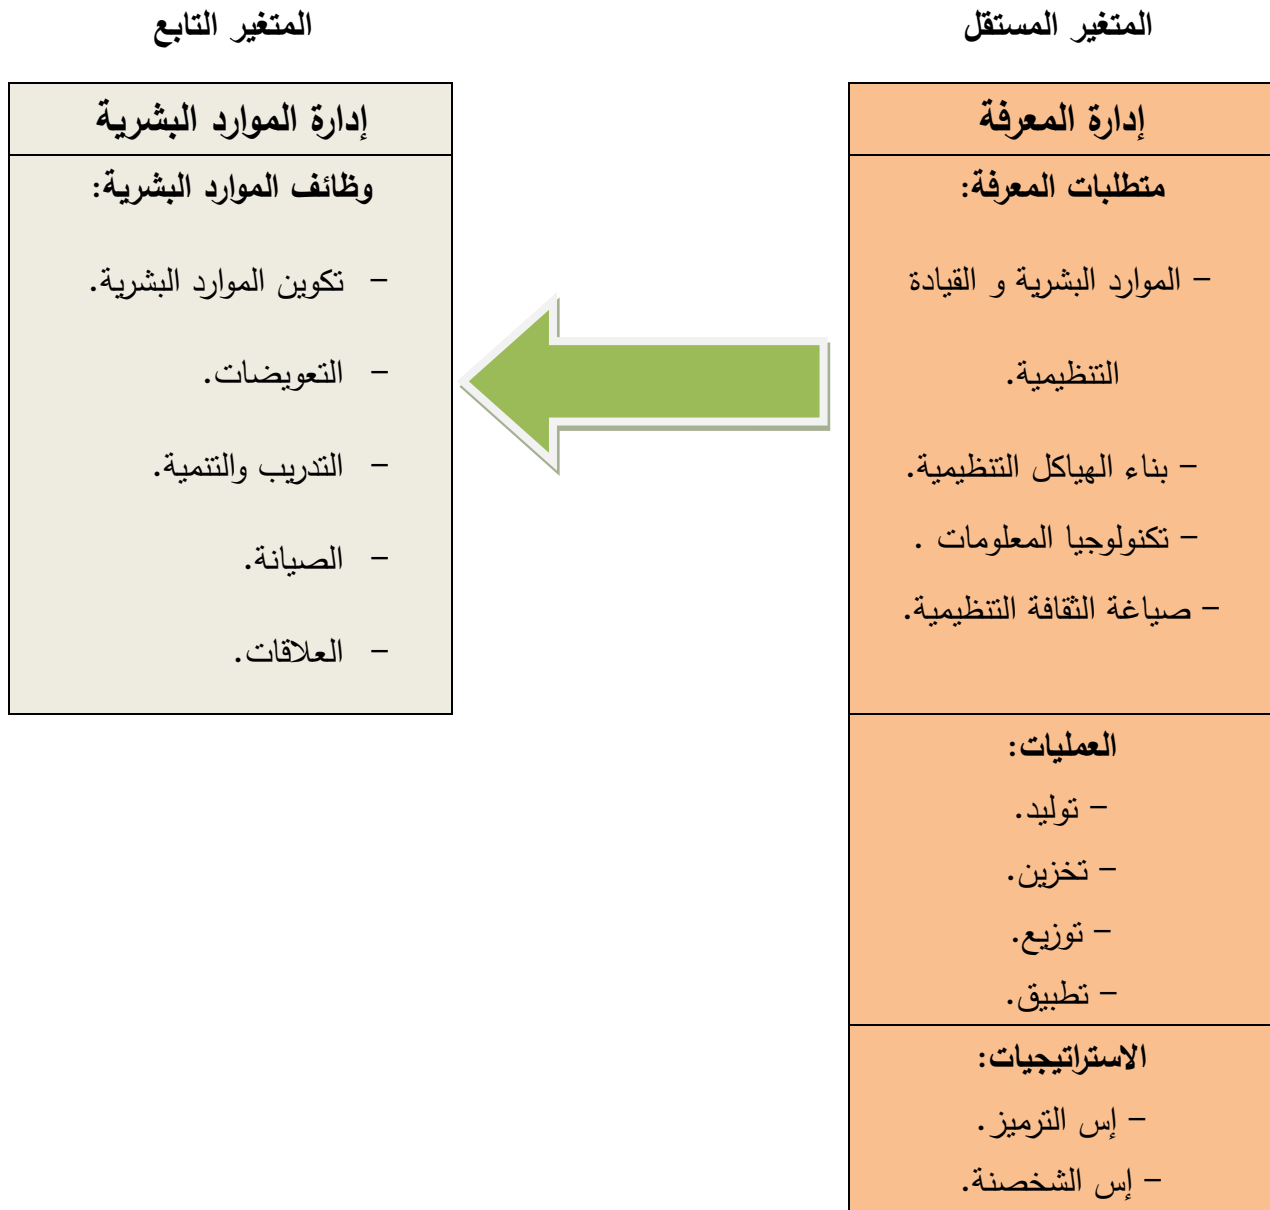 المتغير المستقل
المتغير التابع
إدارة المعرفة
متطلبات المعرفة:
- الموارد البشرية و القيادة
التنظيمية.
- بناء الهياكل التنظيمية.
- تكنولوجيا المعلومات .
- صياغة الثقافة التنظيمية.
العمليات:
- توليد.
- تخزين.
- توزيع.
- تطبيق.
الاستراتيجيات:
- إس الترميز.
- إس الشخصنة.
إدارة الموارد البشرية
وظائف الموارد البشرية:
- تكوين الموارد البشرية.
- التعويضات.
- التدريب والتنمية.
- الصيانة.
- العلاقات.